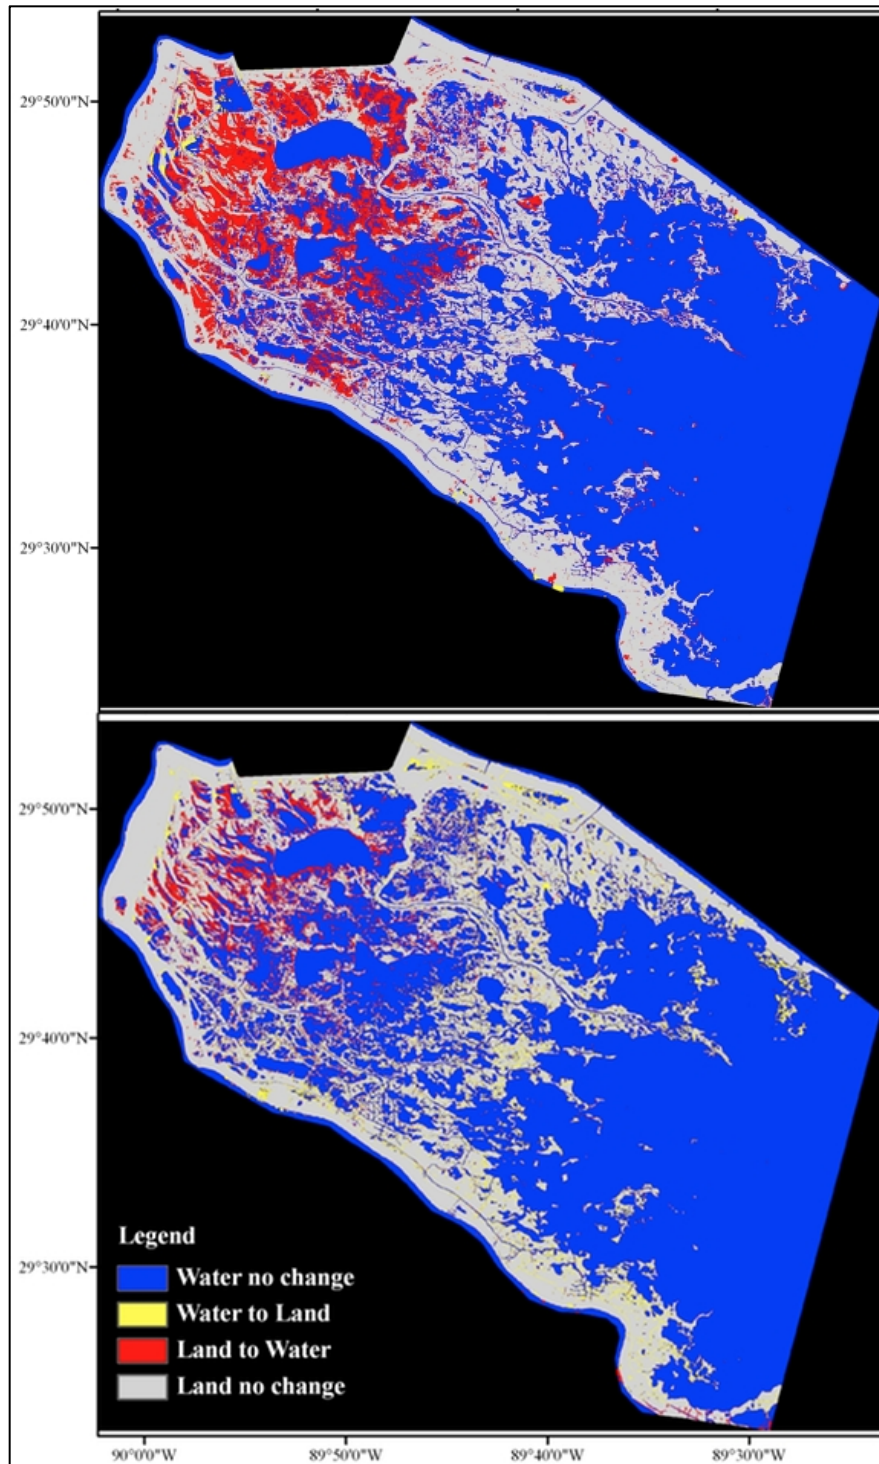 29°50'0"N
29°40'0"N
29°30'0"N
29°50'0"N
29°40'0"N
29°30'0"N
Legend
Water no change
Water to Land
Land to Water
Land no change
90°0'0"W 89°50'0"W 89°40'0"W 89°30'0"W